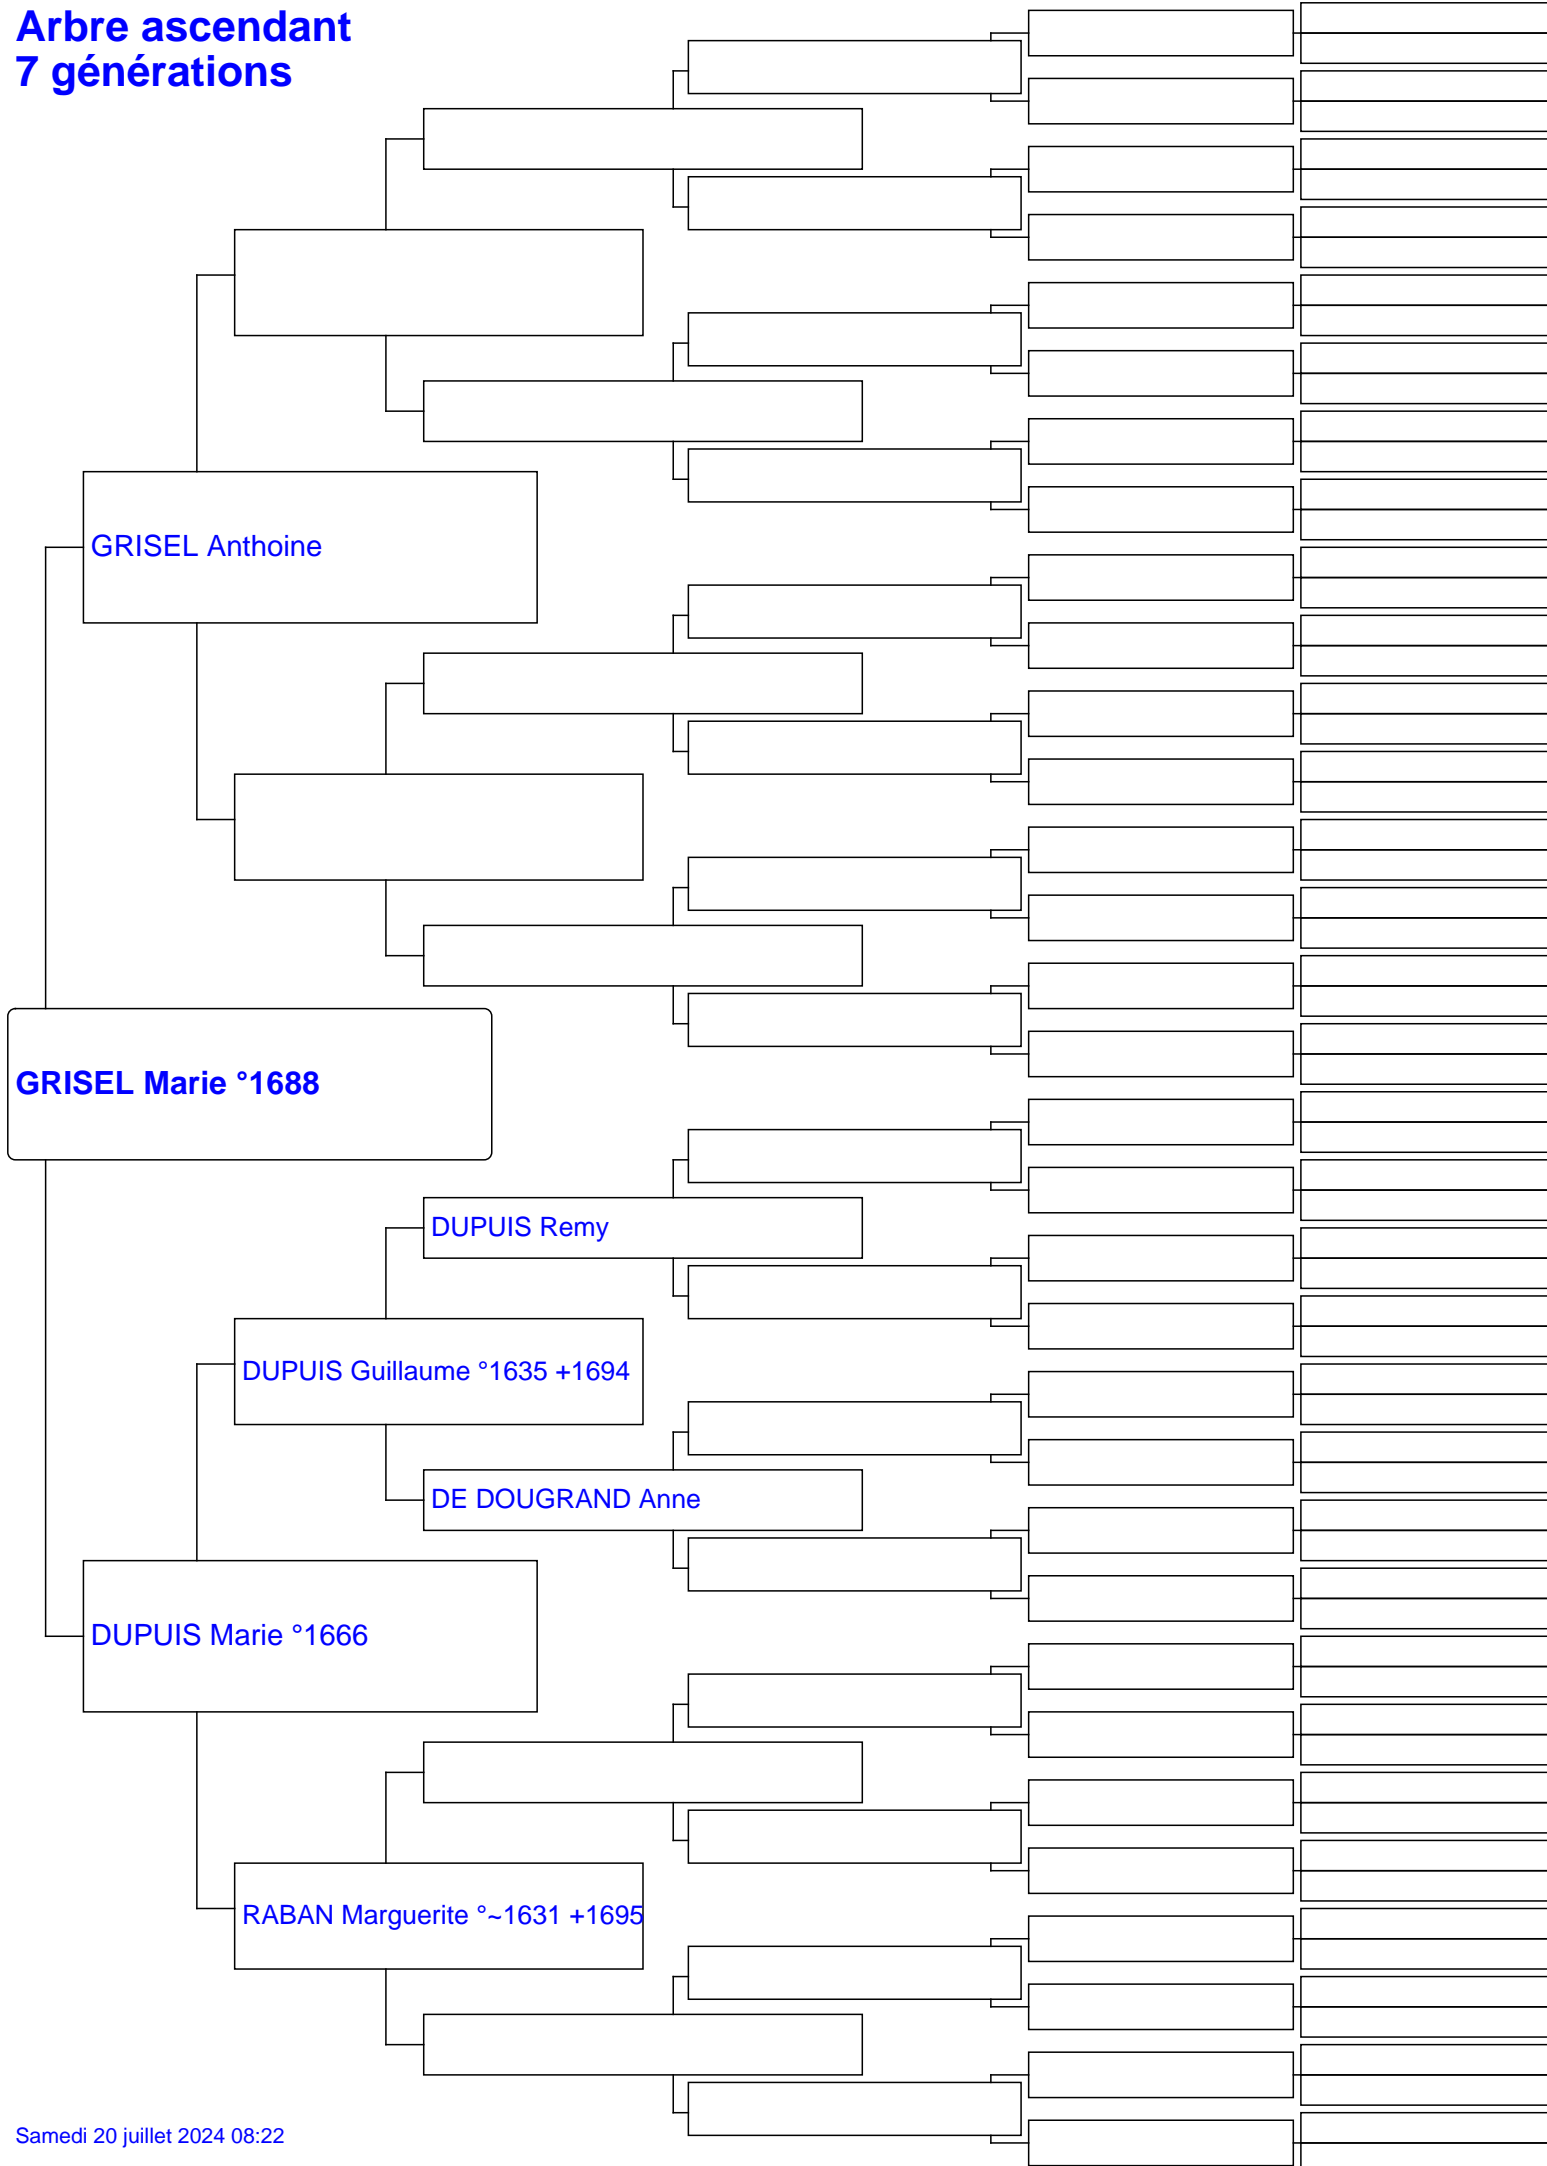 Arbre ascendant
7 générations
GRISEL Anthoine
GRISEL Marie °1688
DUPUIS Remy
DUPUIS Guillaume °1635 +1694
DE DOUGRAND Anne
DUPUIS Marie °1666
RABAN Marguerite °~1631 +1695
Samedi 20 juillet 2024 08:22